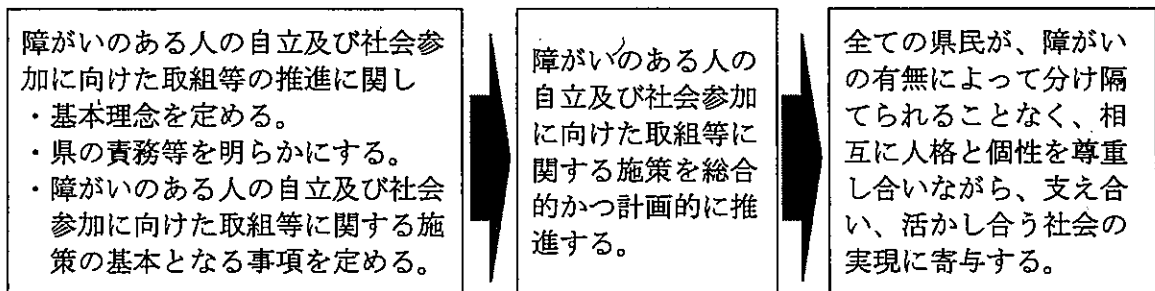 障がいのある人の自立及び社会参
加に向けた取組等の推進に関し
・基本理念を定める。
・県の責務等を明らかにする。
・障がいのある人の自立及び社会
参加に向けた取組等に関する施
策の基本となる事項を定める。
障がいのある人の
自立及び社会参加
に向けた取組等に
関する施策を総合
的かつ計画的に推
進する。
全ての県民が、障がい
の有無によって分け隔
てられることなく、相
互に人格と個性を尊重
し合いながら、支え合
い、活かし合う社会の
実現に寄与する。